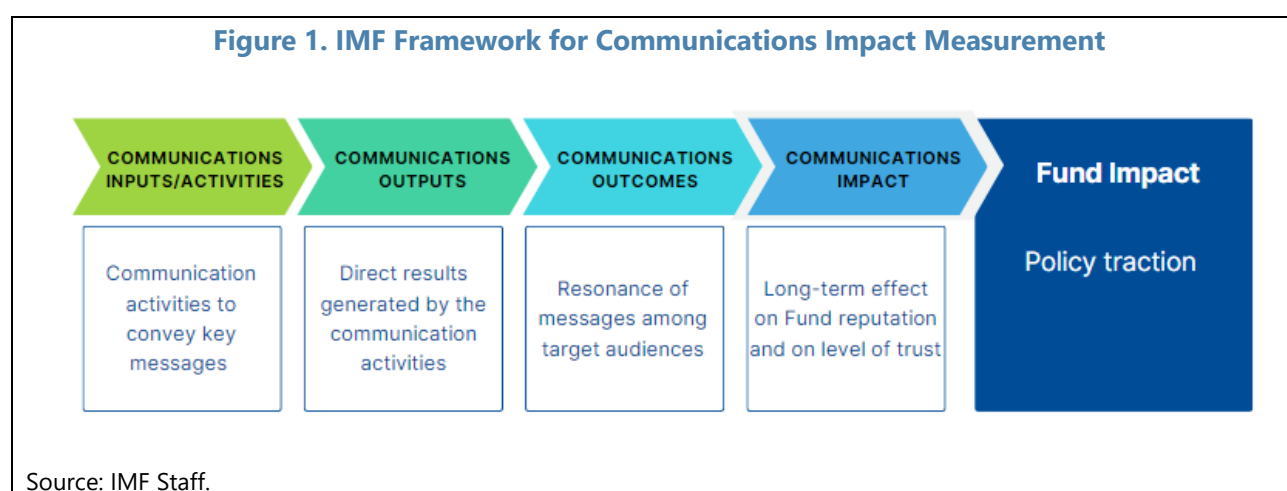 Figure 1. IMF Framework for Communications Impact Measurement
COMMUNICATIONS
INPUTS/ACTIVITIES
COMMUNICATIONS
OUTPUTS
COMMUNICATIONS
OUTCOMES
COMMUNICATIONS
IMPACT
Fund Impact
Communication
activities to
convey key
messages
Direct results
generated by the
communication
activities
Resonance of
messages among
target audiences
Long-term effect
on Fund reputation
and on level of trust
Policy traction
Source: IMF Staff.